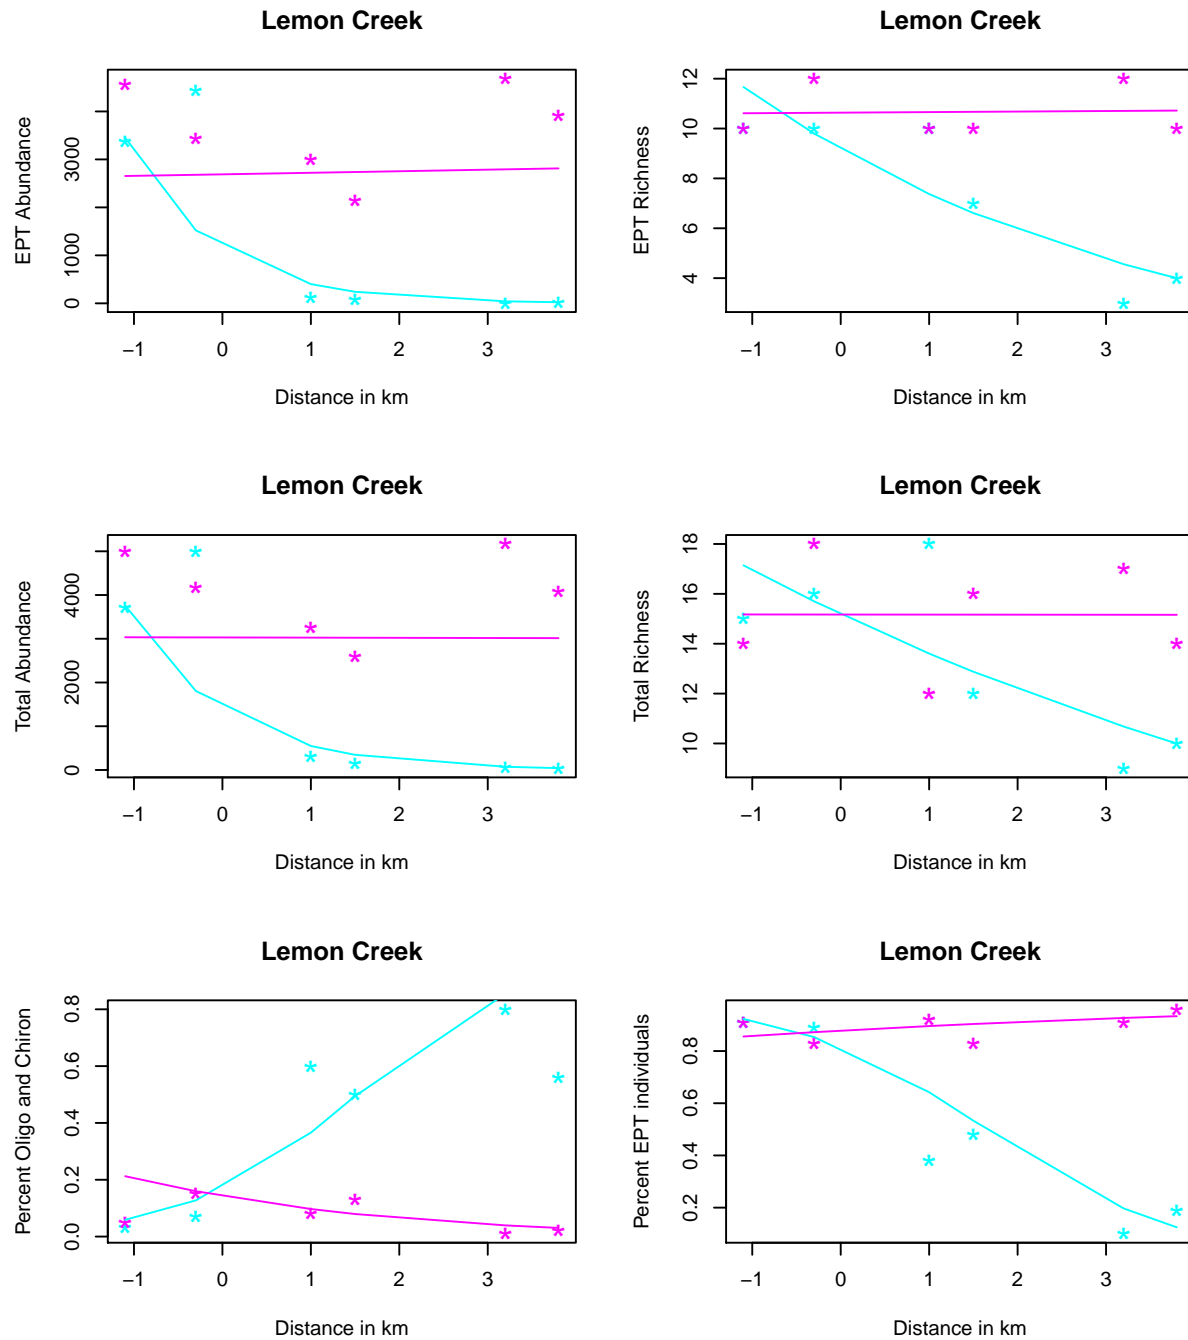 Lemon Creek
EPT Abundance
0 1000 3000
−1 0 1 2 3
Distance in km
Lemon Creek
EPT Richness
4 6 8 10 12
−1 0 1 2 3
Distance in km
Lemon Creek
Total Abundance
0 2000 4000
−1 0 1 2 3
Distance in km
Lemon Creek
Total Richness
10 12 14 16 18
−1 0 1 2 3
Distance in km
Lemon Creek
Percent Oligo and Chiron
0.0 0.2 0.4 0.6 0.8
−1 0 1 2 3
Distance in km
Lemon Creek
Percent EPT individuals
0.2 0.4 0.6 0.8
−1 0 1 2 3
Distance in km